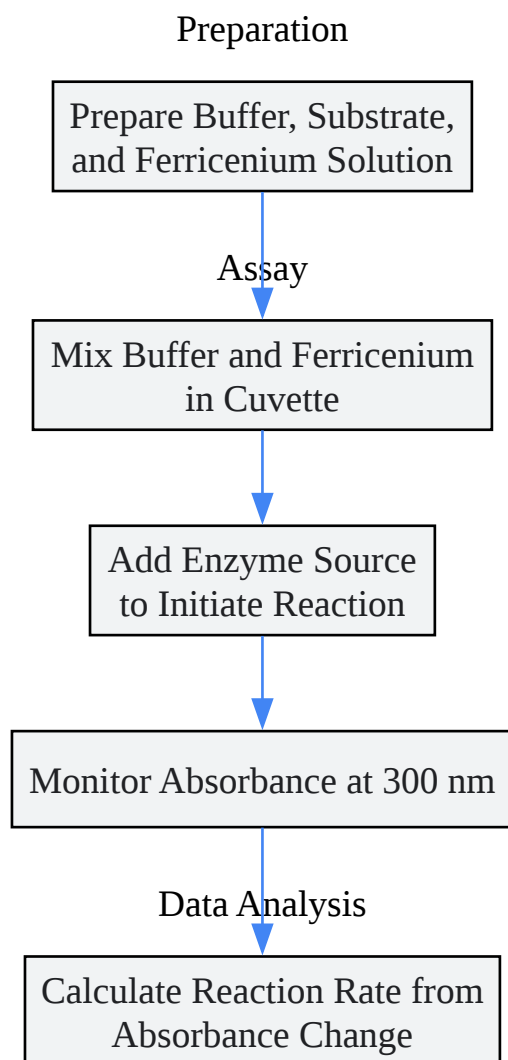 Preparation
Prepare Buffer, Substrate,
and Ferricenium Solution
Assay
Mix Buffer and Ferricenium
in Cuvette
Add Enzyme Source
to Initiate Reaction
Monitor Absorbance at 300 nm
Data Analysis
Calculate Reaction Rate from
Absorbance Change